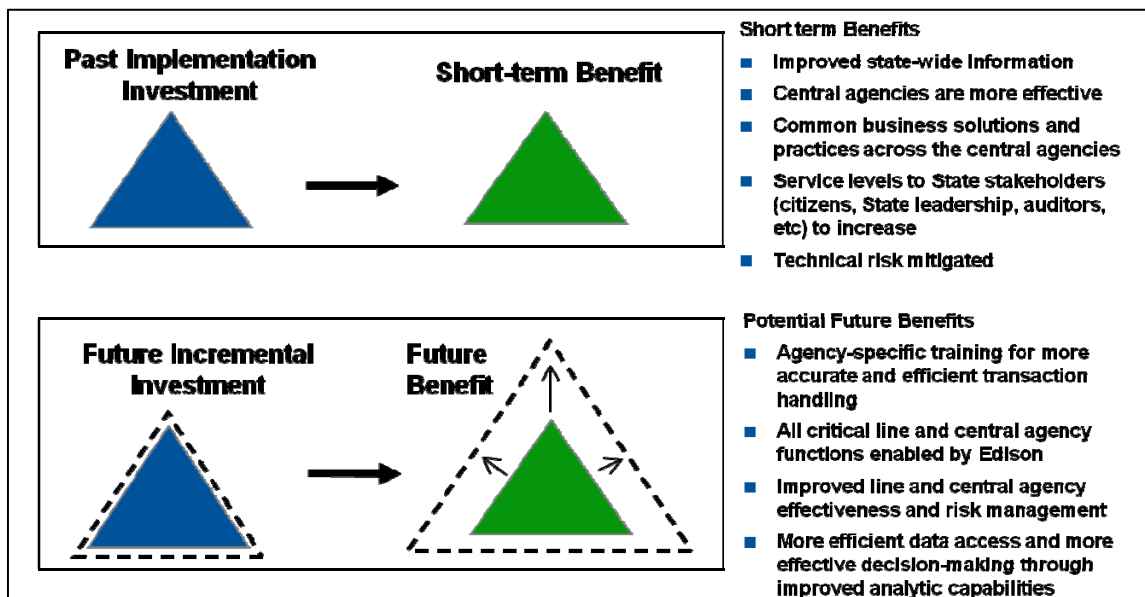 Past Implementation
Investment
Short-term Benefit
Short term Benefits
Improved state-wide Information
Central agencies are more effective
Common business solutions and
practices across the central agencies
Service levels to State stakeholders
(citizens, State leadership, auditors,
etc) to increase
Technical risk mitigated
Future Incremental
Investment
Future
Benefit
Potential Future Benefits
Agency-specific training for more
accurate and efficient transaction
handling
All critical line and central agency
functions enabled by Edison
Improved line and central agency
effectiveness and risk management
More efficient data access and more
effective decision-making through
improved analytic capabilities